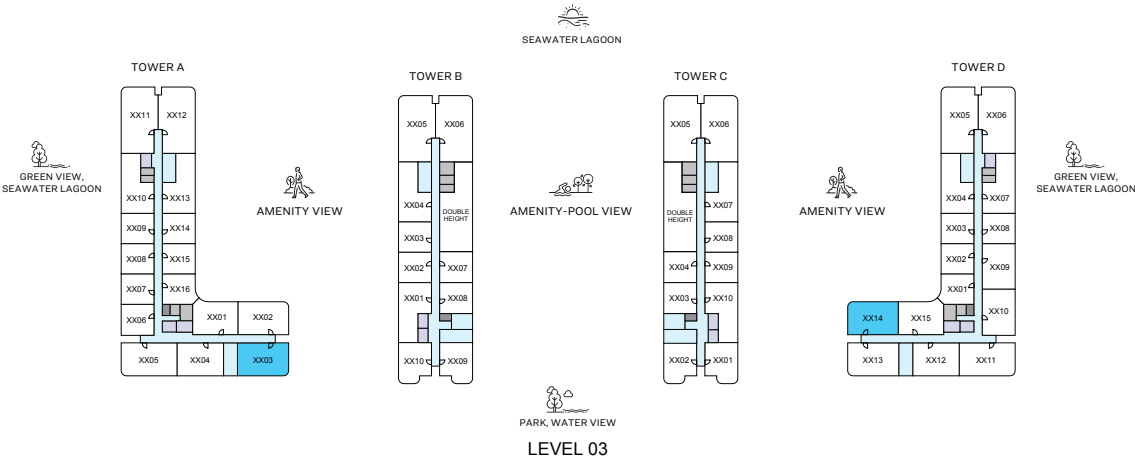 SEAWATER LAGOON
TOWER A
TOWER B
TOWER C
TOWER D
XX11 XX12
XX05 XX06
XX05 XX06
XX05 XX06
GREEN VIEW,
SEAWATER LAGOON
AMENITY VIEW
AMENITY-POOL VIEW
AMENITY VIEW
GREEN VIEW,
SEAWATER LAGOON
XX10 XX13
XX04
DOUBLE
HEIGHT
DOUBLE
HEIGHT
XX07
XX04 XX07
XX09 XX14
XX03
XX08
XX03 XX08
XX08 XX15
XX02 XX07
XX04 XX09
XX02
XX09
XX07 XX16
XX01 XX08
XX03 XX10
XX01
XX06
XX01 XX02
XX14 XX15
XX10
XX05 XX04 XX03
XX10 XX09
XX02 XX01
XX13 XX12 XX11
PARK, WATER VIEW
LEVEL 03